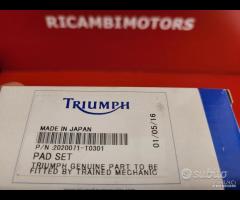 RICAMBIMOTORS
TRIUMPH
MADE IN JAPAN
P/N :2020071-T0301
PAD SET
TRIUMPH GENUINE PART TO BE
FITTED BY TRAINED MECHANIC
01/05/16
subito